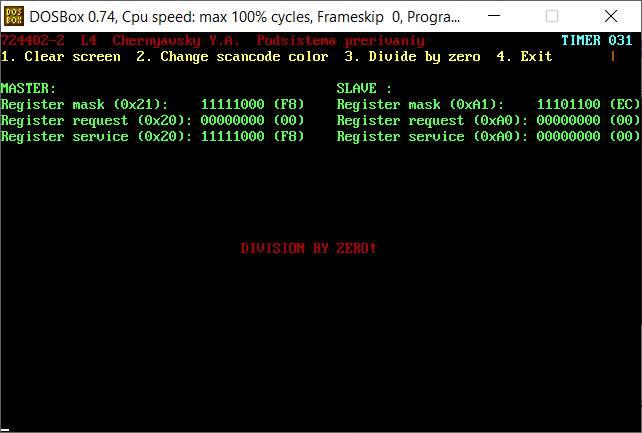 DOS BOX DOSBox 0.74, Cpu speed: max 100% cycles, Frameskip 0, Progra...
724402-2 L4 Chernyavsky Y.A. Podsistema prerivaniy TIMER 031
1. Clear screen 2. Change scancode color 3. Divide by zero 4. Exit |
MASTER: SLAVE :
Register mask (0x21): 11111000 (F8) Register mask (0xA1): 11101100 (EC)
Register request (0x20): 00000000 (00) Register request (0xA0): 00000000 (00)
Register service (0x20): 11111000 (F8) Register service (0xA0): 00000000 (00)
DIVISION BY ZERO!